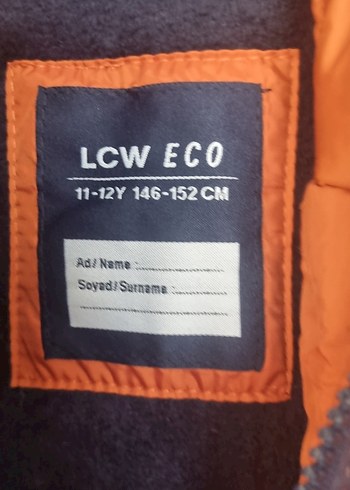 LCW ECO
11-12Y 146-152 CM
Ad/Name :
Soyad/Surname :